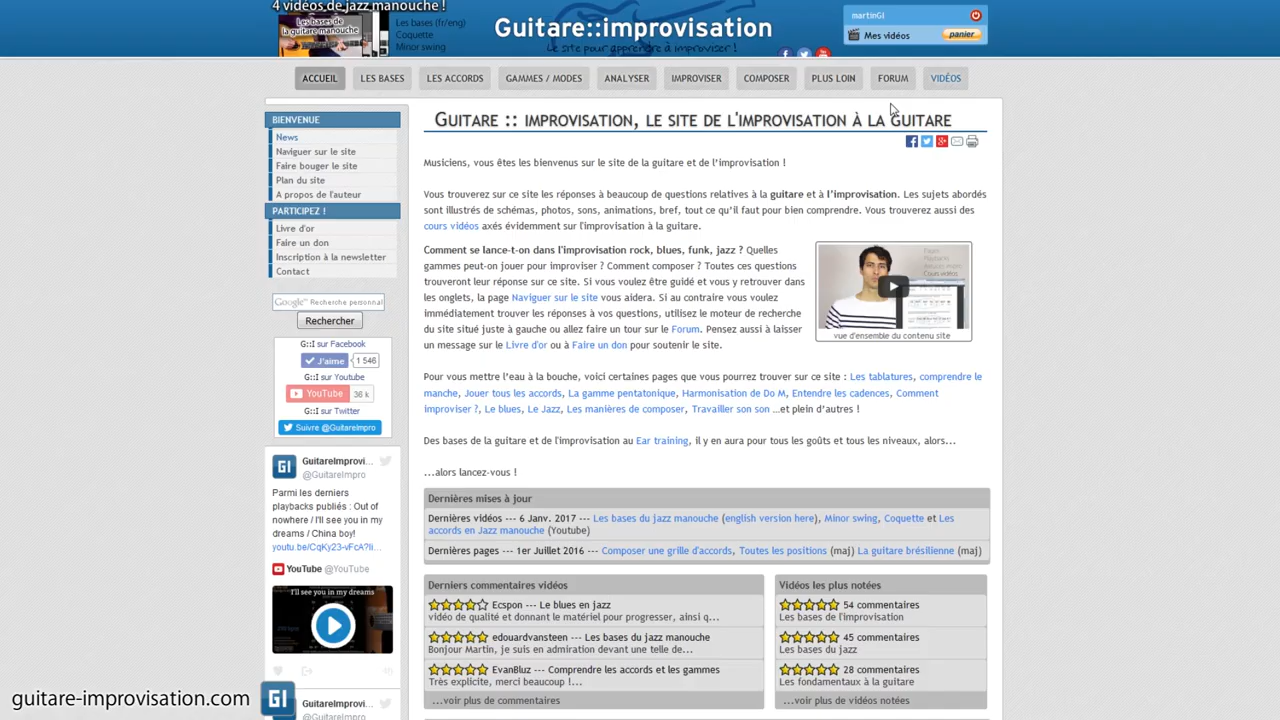 4 vidéos de jazz manouche !
Les bases de
la guitare manouche
Les bases (fr/en)
Coquette
Minor swing
Guitare::improvisation
Le site pour apprendre à improviser !
martinGI
Mes vidéos
panier
ACCUEIL
LES BASES
LES ACCORDS
GAMMES / MODES
ANALYSER
IMPROVISER
COMPOSER
PLUS LOIN
FORUM
VIDÉOS
BIENVENUE
News
Naviguer sur le site
Faire bouger le site
Plan du site
A propos de l'auteur
PARTICIPEZ !
Livre d'or
Faire un don
Inscription à la newsletter
Contact
Google Recherche personnal
Rechercher
G::I sur Facebook
J'aime 1 546
G::I sur Youtube
YouTube 36 k
G::I sur Twitter
Suivre @GuitareImpro
GI
GuitareImprovi...
@GuitareImpro
Parmi les derniers
playbacks publiés : Out of
nowhere / I'll see you in my
dreams / China boy!
youtu.be/CqKy23-vFcA?li…
YouTube @YouTube
I'll see you in my dreams
GuitareImprovi...
@GuitareImpro
GUITARE :: IMPROVISATION, LE SITE DE L'IMPROVISATION À LA GUITARE
Musiciens, vous êtes les bienvenus sur le site de la guitare et de l'improvisation !
Vous trouverez sur ce site les réponses à beaucoup de questions relatives à la guitare et à l'improvisation. Les sujets abordés
sont illustrés de schémas, photos, sons, animations, bref, tout ce qu'il faut pour bien comprendre. Vous trouverez aussi des
cours vidéos axés évidemment sur l'improvisation à la guitare.
Comment se lance-t-on dans l'improvisation rock, blues, funk, jazz ? Quelles
gammes peut-on jouer pour improviser ? Comment composer ? Toutes ces questions
trouveront leur réponse sur ce site. Si vous voulez être guidé et vous y retrouver dans
les onglets, la page Naviguer sur le site vous aidera. Si au contraire vous voulez
immédiatement trouver les réponses à vos questions, utilisez le moteur de recherche
du site situé juste à gauche ou allez faire un tour sur le Forum. Pensez aussi à laisser
un message sur le Livre d'or ou à Faire un don pour soutenir le site.
Cours vidéos
vue d'ensemble du contenu site
Pour vous mettre l'eau à la bouche, voici certaines pages que vous pourrez trouver sur ce site : Les tablatures, comprendre le
manche, Jouer tous les accords, La gamme pentatonique, Harmonisation de Do M, Entendre les cadences, Comment
improviser ?, Le blues, Le Jazz, Les manières de composer, Travailler son son ...et plein d'autres !
Des bases de la guitare et de l'improvisation au Ear training, il y en aura pour tous les goûts et tous les niveaux, alors...
...alors lancez-vous !
Dernières mises à jour
Dernières vidéos --- 6 Janv. 2017 --- Les bases du jazz manouche (english version here), Minor swing, Coquette et Les
accords en Jazz manouche (Youtube)
Dernières pages --- 1er Juillet 2016 --- Composer une grille d'accords, Toutes les positions (maj) La guitare brésilienne (maj)
Derniers commentaires vidéos
Ecspon --- Le blues en jazz
vidéo de qualité et donnant le matériel pour progresser, ainsi q...
edouardvansteen --- Les bases du jazz manouche
Bonjour Martin, je suis en admiration devant une telle de...
EvanBluz --- Comprendre les accords et les gammes
Très explicite, merci beaucoup !...
...voir plus de commentaires
Vidéos les plus notées
54 commentaires
Les bases de l'improvisation
45 commentaires
Les bases du jazz
28 commentaires
Les fondamentaux à la guitare
...voir plus de vidéos notées
guitare-improvisation.com
GI